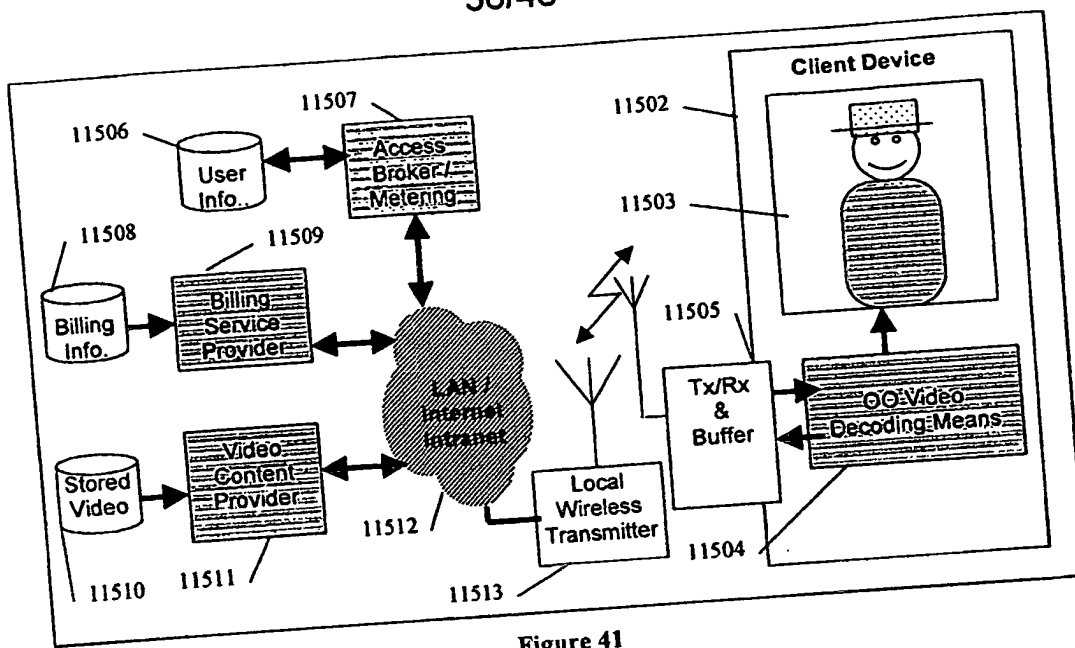 Client Device
11507
11502
11506
Access
Broker /
Metering
User
Info..
11503
11508
11509
Billing
Info.
Billing
Service
Provider
11505
LAN /
Internet
Intranet
Tx/Rx
&
Buffer
OO Video
Decoding Means
Stored
Video
Video
Content
Provider
Local
Wireless
Transmitter
11512
11504
11510
11511
11513
Figure 41